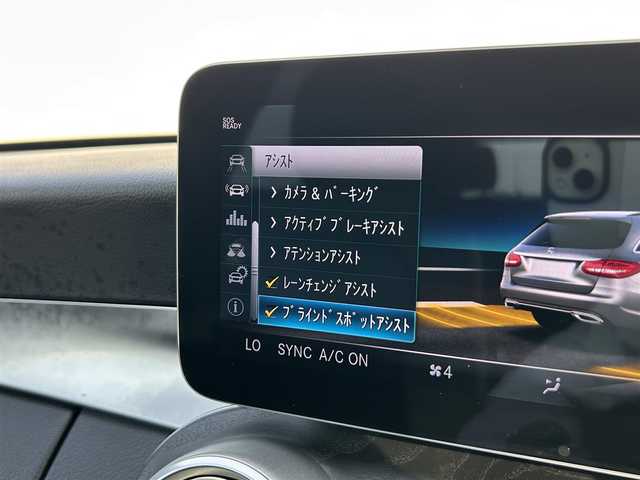 SOS
READY
アシスト
カメラ & パーキング
アクティブブレーキアシスト
アテンションアシスト
レーンチェンジアシスト
ブラインドスポットアシスト
LO SYNC A/C ON 4